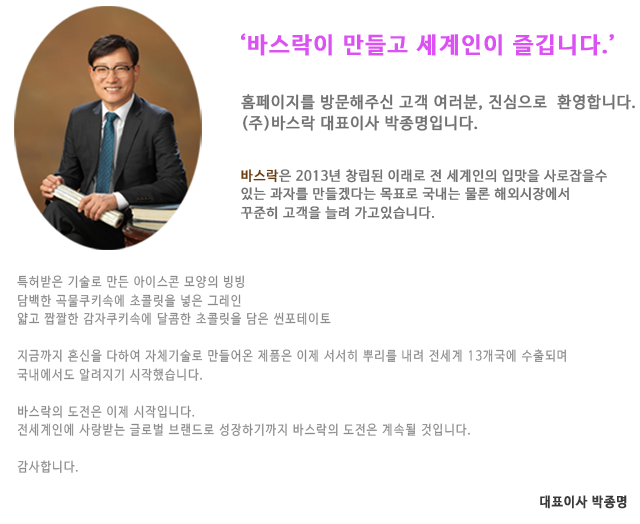 ‘바스락이 만들고 세계인이 즐깁니다.’
홈페이지를 방문해주신 고객 여러분, 진심으로 환영합니다.
(주)바스락 대표이사 박종명입니다.
바스락은 2013년 창립된 이래로 전 세계인의 입맛을 사로잡을수
있는 과자를 만들겠다는 목표로 국내는 물론 해외시장에서
꾸준히 고객을 늘려 가고있습니다.
특허받은 기술로 만든 아이스콘 모양의 빙빙
담백한 곡물쿠키속에 초콜릿을 넣은 그레인
얇고 짭짤한 감자쿠키속에 달콤한 초콜릿을 담은 씬포테이토
지금까지 혼신을 다하여 자체기술로 만들어온 제품은 이제 서서히 뿌리를 내려 전세계 13개국에 수출되며
국내에서도 알려지기 시작했습니다.
바스락의 도전은 이제 시작입니다.
전세계인에 사랑받는 글로벌 브랜드로 성장하기까지 바스락의 도전은 계속될 것입니다.
감사합니다.
대표이사 박종명